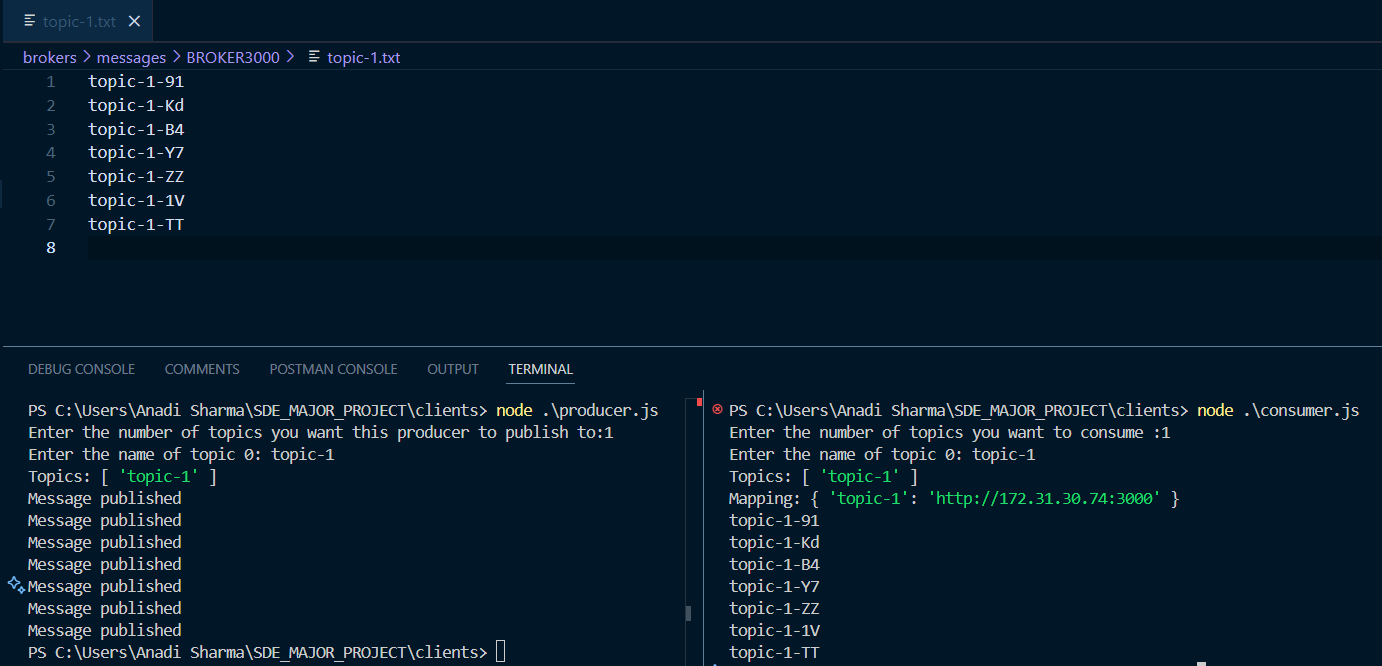 topic-1.txt
brokers > messages > BROKER3000 > topic-1.txt
1 topic-1-91
2 topic-1-Kd
3 topic-1-B4
4 topic-1-Y7
5 topic-1-ZZ
6 topic-1-1V
7 topic-1-TT
8
DEBUG CONSOLE COMMENTS POSTMAN CONSOLE OUTPUT TERMINAL
PS C:\Users\Anadi Sharma\SDE_MAJOR_PROJECT\clients> node .\producer.js
Enter the number of topics you want this producer to publish to:1
Enter the name of topic 0: topic-1
Topics: [ 'topic-1' ]
Message published
Message published
Message published
Message published
Message published
Message published
Message published
PS C:\Users\Anadi Sharma\SDE_MAJOR_PROJECT\clients>
PS C:\Users\Anadi Sharma\SDE_MAJOR_PROJECT\clients> node .\consumer.js
Enter the number of topics you want to consume :1
Enter the name of topic 0: topic-1
Topics: [ 'topic-1' ]
Mapping: { 'topic-1': 'http://172.31.30.74:3000' }
topic-1-91
topic-1-Kd
topic-1-B4
topic-1-Y7
topic-1-ZZ
topic-1-1V
topic-1-TT